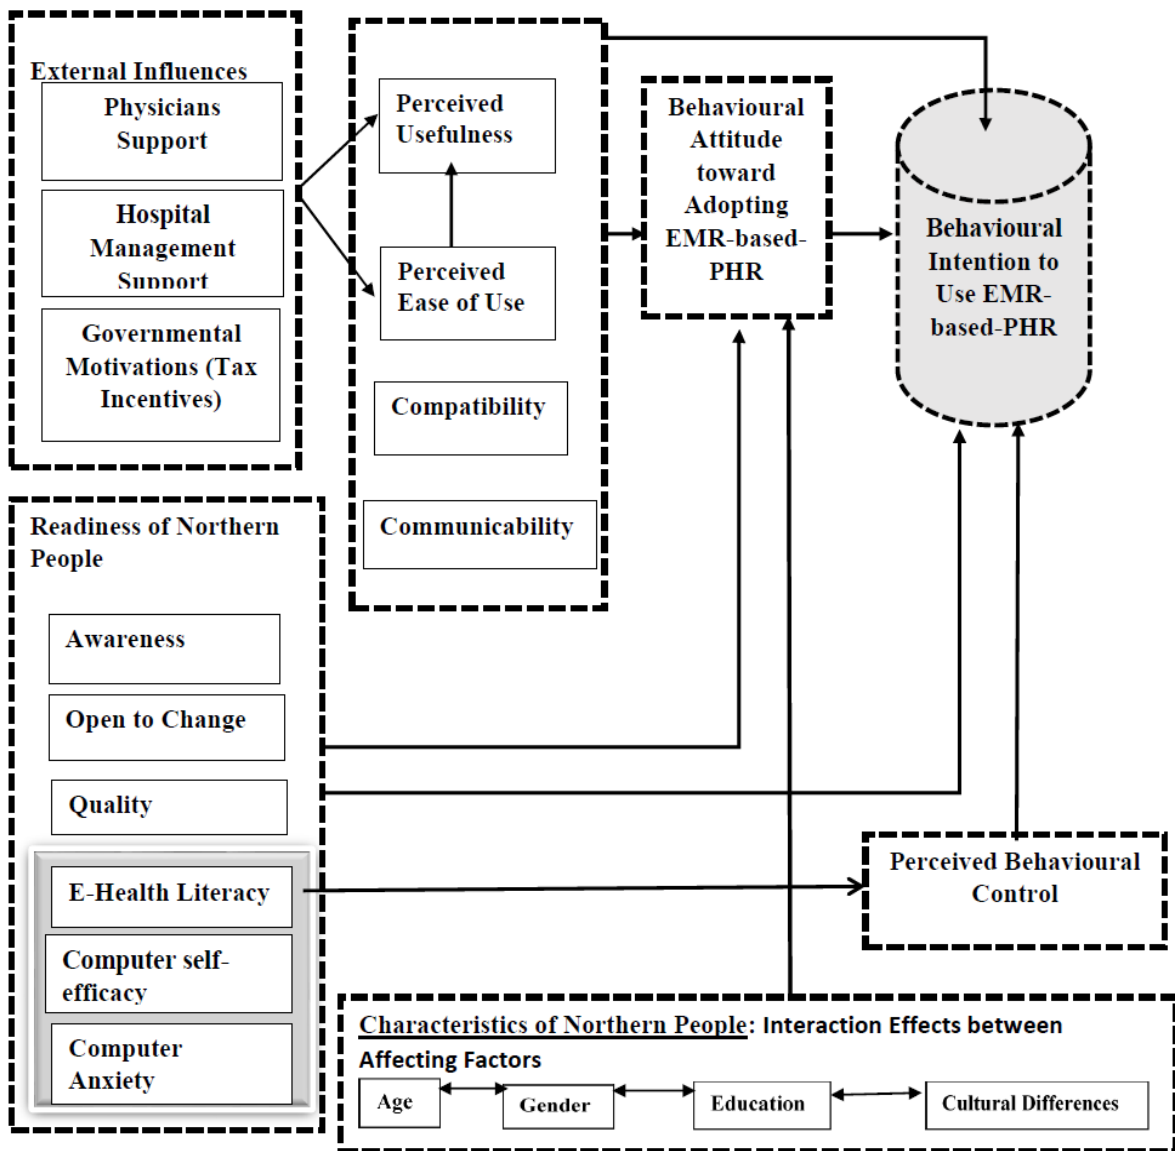 External Influences
Physicians
Support
Hospital
Management
Support
Governmental
Motivations (Tax
Incentives)
Perceived
Usefulness
Perceived
Ease of Use
Compatibility
Communicability
Behavioural
Attitude
toward
Adopting
EMR-based-
PHR
Behavioural
Intention to
Use EMR-
based-PHR
Readiness of Northern
People
Awareness
Open to Change
Quality
E-Health Literacy
Computer self-
efficacy
Computer
Anxiety
Perceived Behavioural
Control
Characteristics of Northern People: Interaction Effects between
Affecting Factors
Age
Gender
Education
Cultural Differences